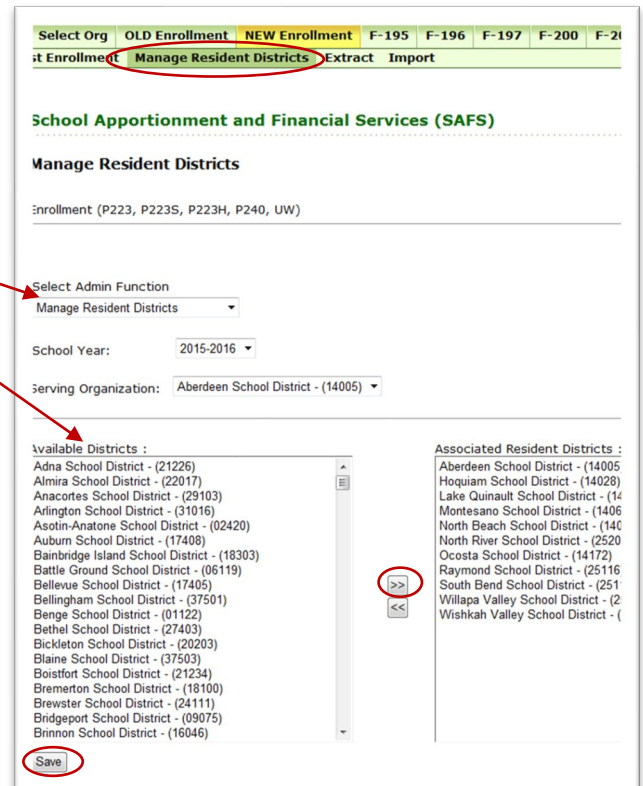 Select Org OLD Enrollment NEW Enrollment F-195 F-196 F-197 F-200 F-20
st Enrollment Manage Resident Districts Extract Import
School Apportionment and Financial Services (SAFS)
Manage Resident Districts
Enrollment (P223, P223S, P223H, P240, UW)
Select Admin Function
Manage Resident Districts
School Year: 2015-2016
Serving Organization: Aberdeen School District - (14005)
Available Districts :
Adna School District - (21226)
Almira School District - (22017)
Anacortes School District - (29103)
Arlington School District - (31016)
Asotin-Anatone School District - (02420)
Auburn School District - (17408)
Bainbridge Island School District - (18303)
Battle Ground School District - (06119)
Bellevue School District - (17405)
Bellingham School District - (37501)
Benge School District - (01122)
Bethel School District - (27403)
Bickleton School District - (20203)
Blaine School District - (37503)
Boistfort School District - (21234)
Bremerton School District - (18100)
Brewster School District - (24111)
Bridgeport School District - (09075)
Brinnon School District - (16046)
>>
<<
Associated Resident Districts :
Aberdeen School District - (14005
Hoquiam School District - (14028)
Lake Quinault School District - (14
Montesano School District - (1406
North Beach School District - (140
North River School District - (2520
Ocosta School District - (14172)
Raymond School District - (25116
South Bend School District - (251
Willapa Valley School District - (2
Wishkah Valley School District - (
Save